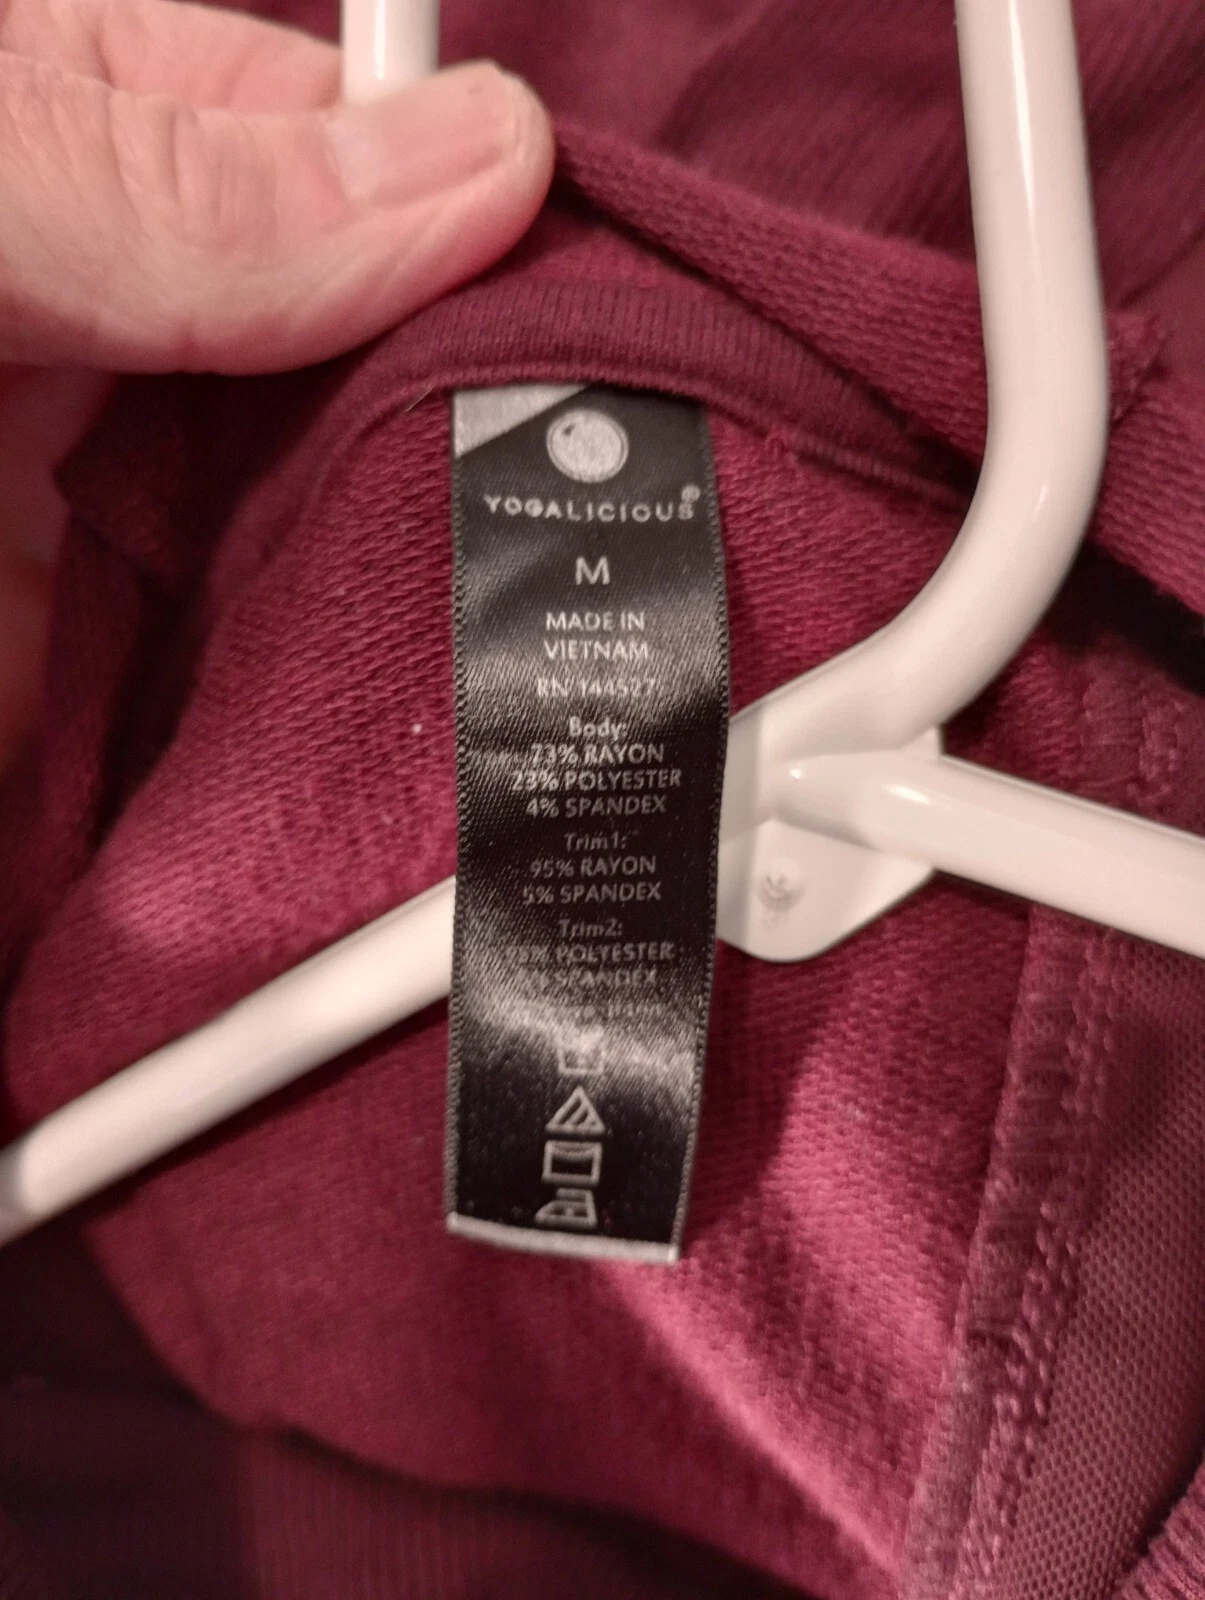 YOGALICIOUS®
M
MADE IN
VIETNAM
RN 144527
Body:
73% RAYON
23% POLYESTER
4% SPANDEX
Trim1:
95% RAYON
5% SPANDEX
Trim2:
POLYESTER
SPANDEX